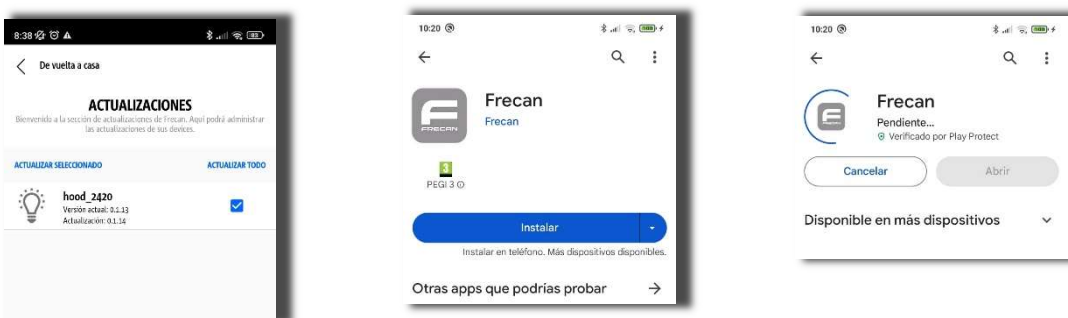 8:38
De vuelta a casa
ACTUALIZACIONES
Bienvenido a la sección de actualizaciones de Frecan. Aquí podrá administrar
las actualizaciones de sus devices.
ACTUALIZAR SELECCIONADO ACTUALIZAR TODO
hood_2420
Versión actual: 0.1.13
Actualización: 0.1.14
10:20
FRECAN
Frecan
Frecan
3
PEGI 3
Instalar
Instalar en teléfono. Más dispositivos disponibles.
Otras apps que podrías probar
10:20
FRECAN
Frecan
Pendiente...
Verificado por Play Protect
Cancelar Abrir
Disponible en más dispositivos